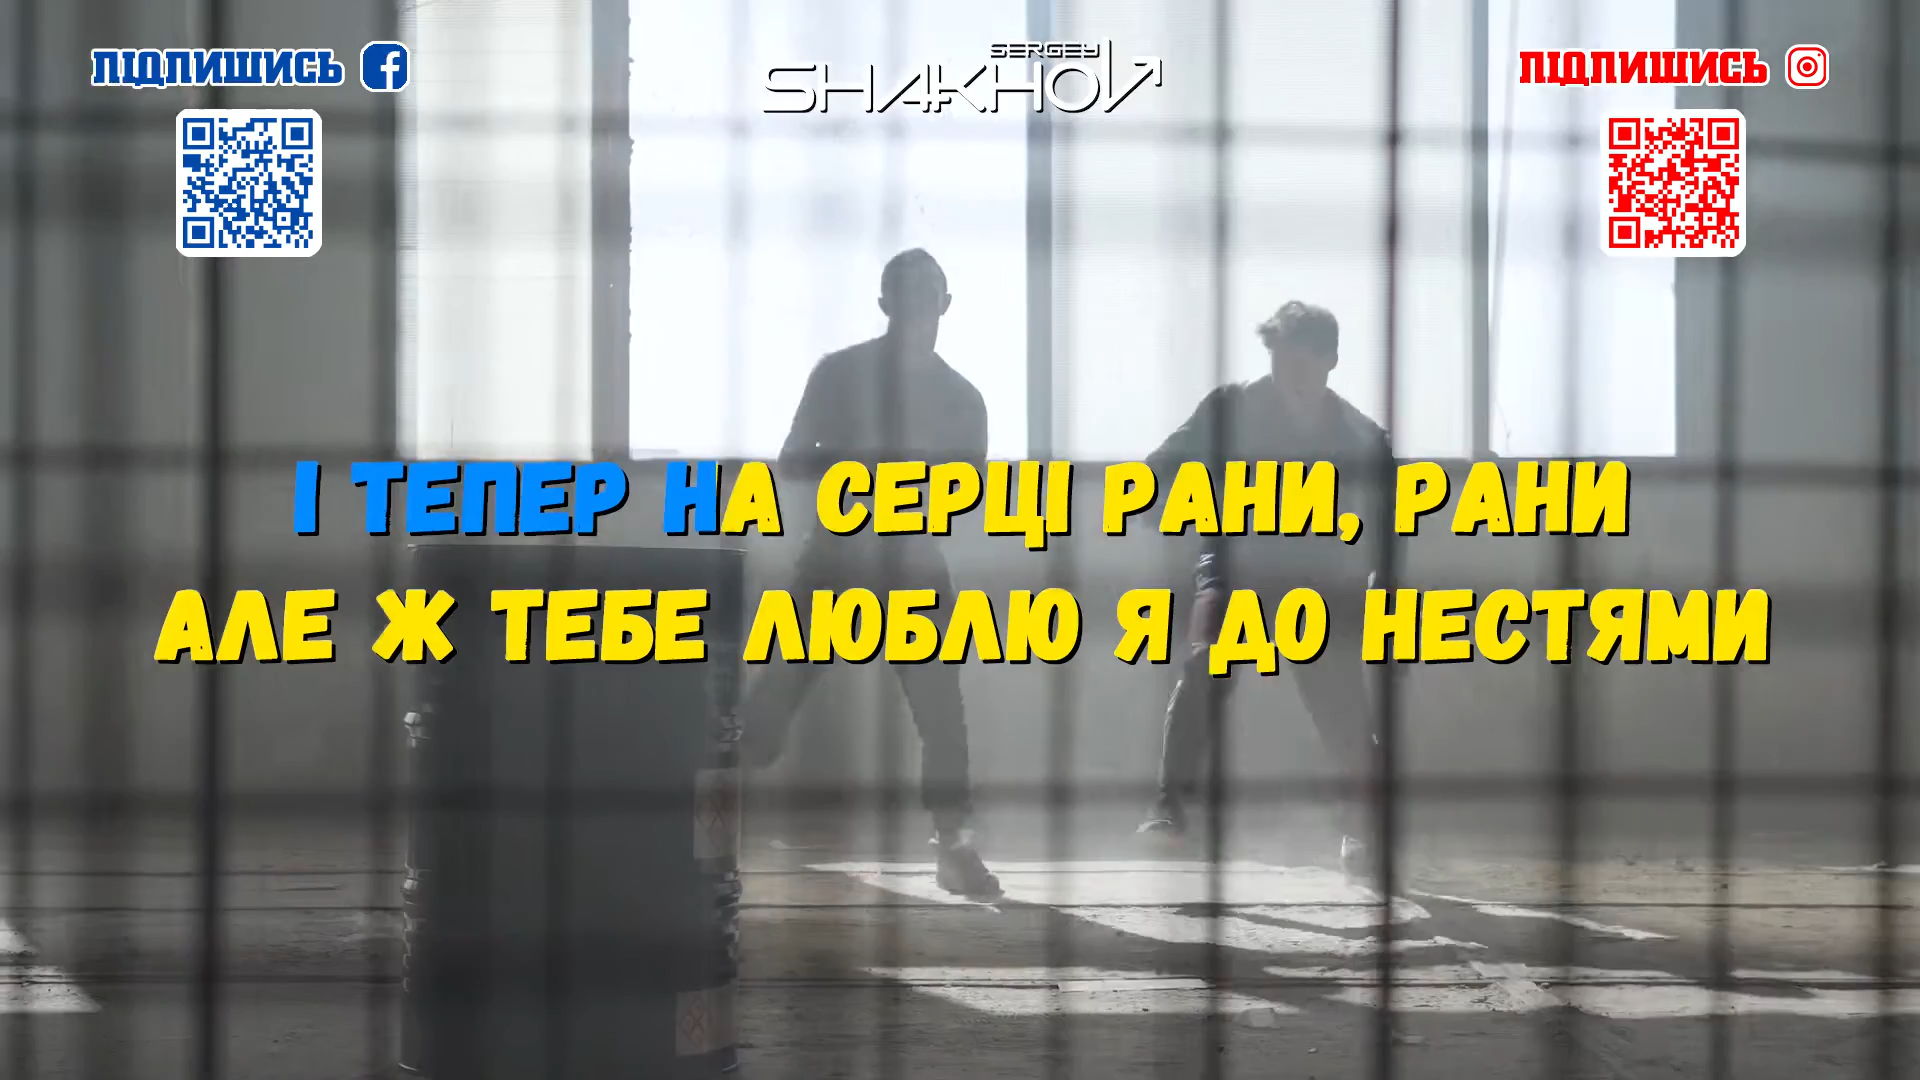 ПІДПИШИСЬ
SERGEY
SHAKHOV
ПІДПИШИСЬ
І ТЕПЕР НА СЕРЦІ РАНИ, РАНИ
АЛЕ Ж ТЕБЕ ЛЮБЛЮ Я ДО НЕСТЯМИ